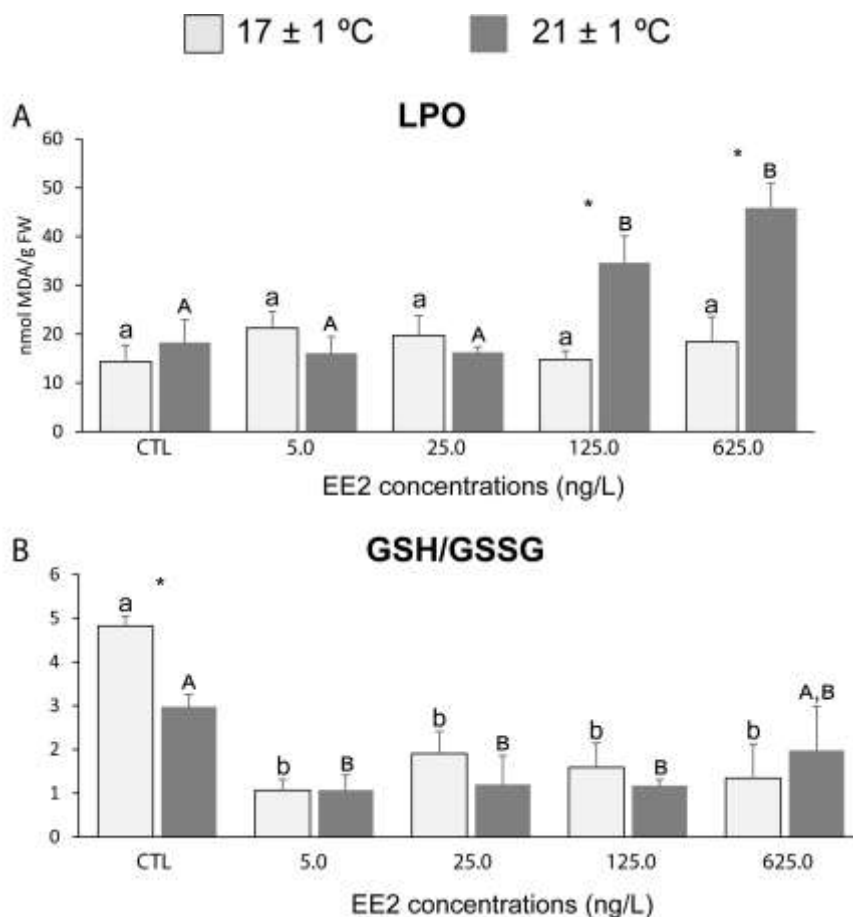 17 ± 1 ºC 21 ± 1 ºC
A LPO
nmol MDA/g FW
60
50
40
30
20
10
0
a A a A a A a * B a * B
CTL 5.0 25.0 125.0 625.0
EE2 concentrations (ng/L)
B GSH/GSSG
6
5
4
3
2
1
0
a * A b B b B b B b A,B
CTL 5.0 25.0 125.0 625.0
EE2 concentrations (ng/L)